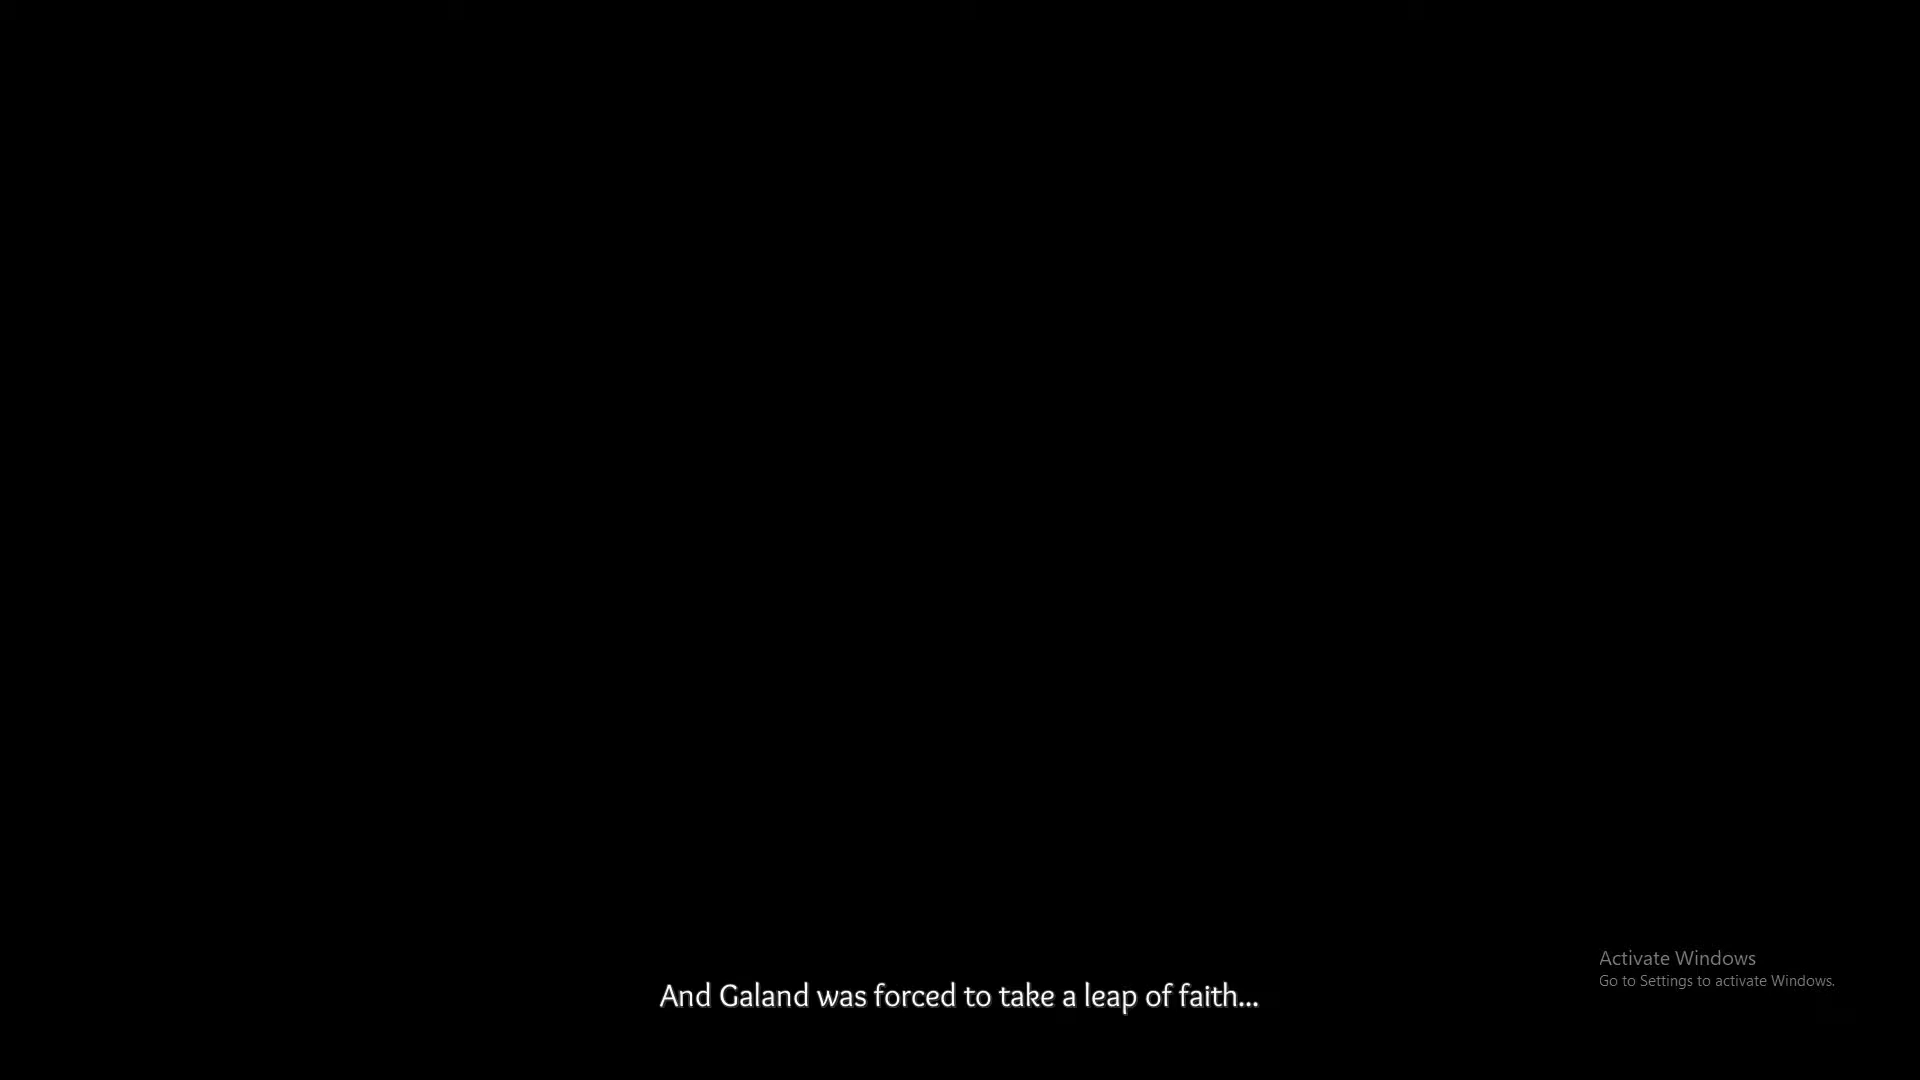 Activate Windows
Go to Settings to activate Windows.
And Galand was forced to take a leap of faith...